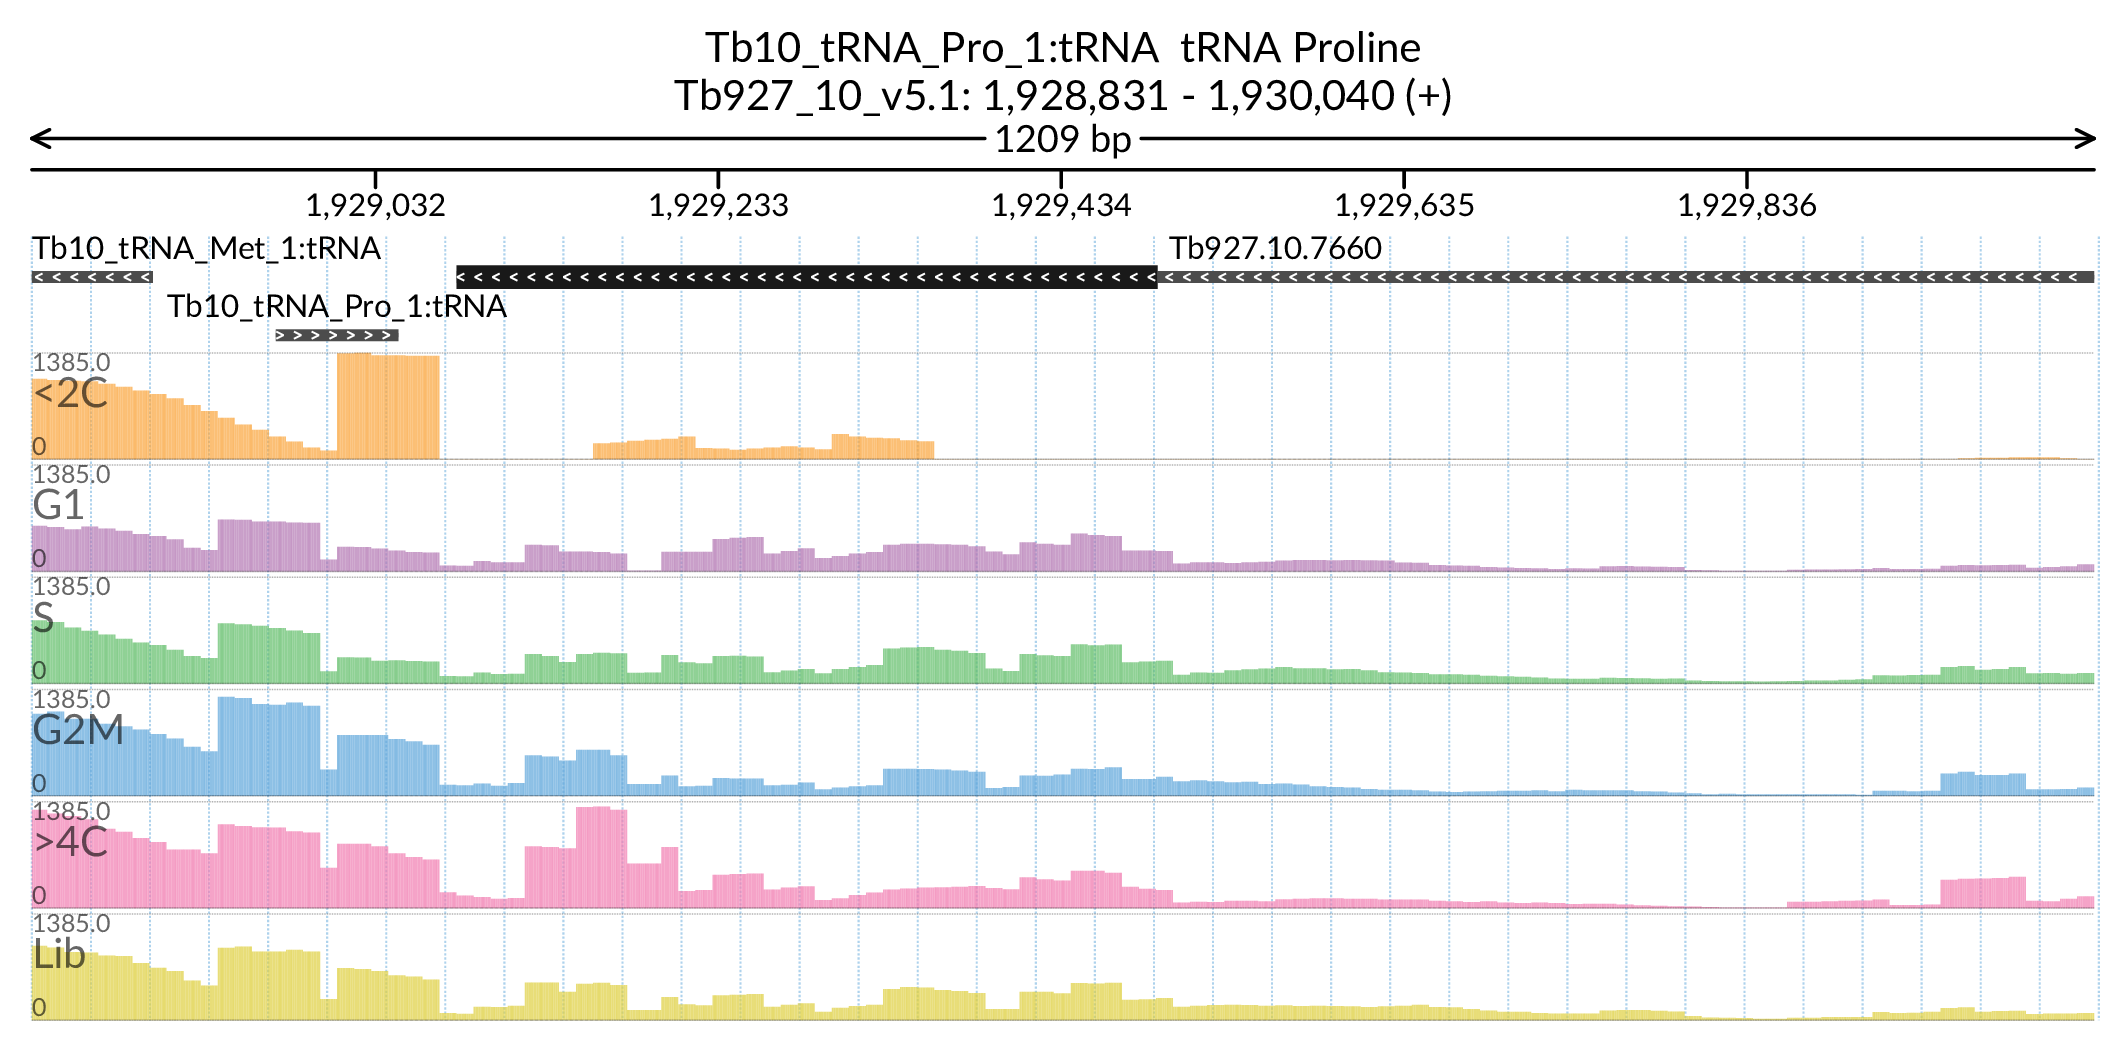 Tb10_tRNA_Pro_1:tRNA  tRNA Proline
Tb927_10_v5.1: 1,928,831 - 1,930,040 (+)
1209 bp
1,929,032 1,929,233 1,929,434 1,929,635 1,929,836
Tb10_tRNA_Met_1:tRNA Tb927.10.7660
Tb10_tRNA_Pro_1:tRNA
1385.0
<2C
0
1385.0
G1
0
1385.0
S
0
1385.0
G2M
0
1385.0
>4C
0
1385.0
Lib
0